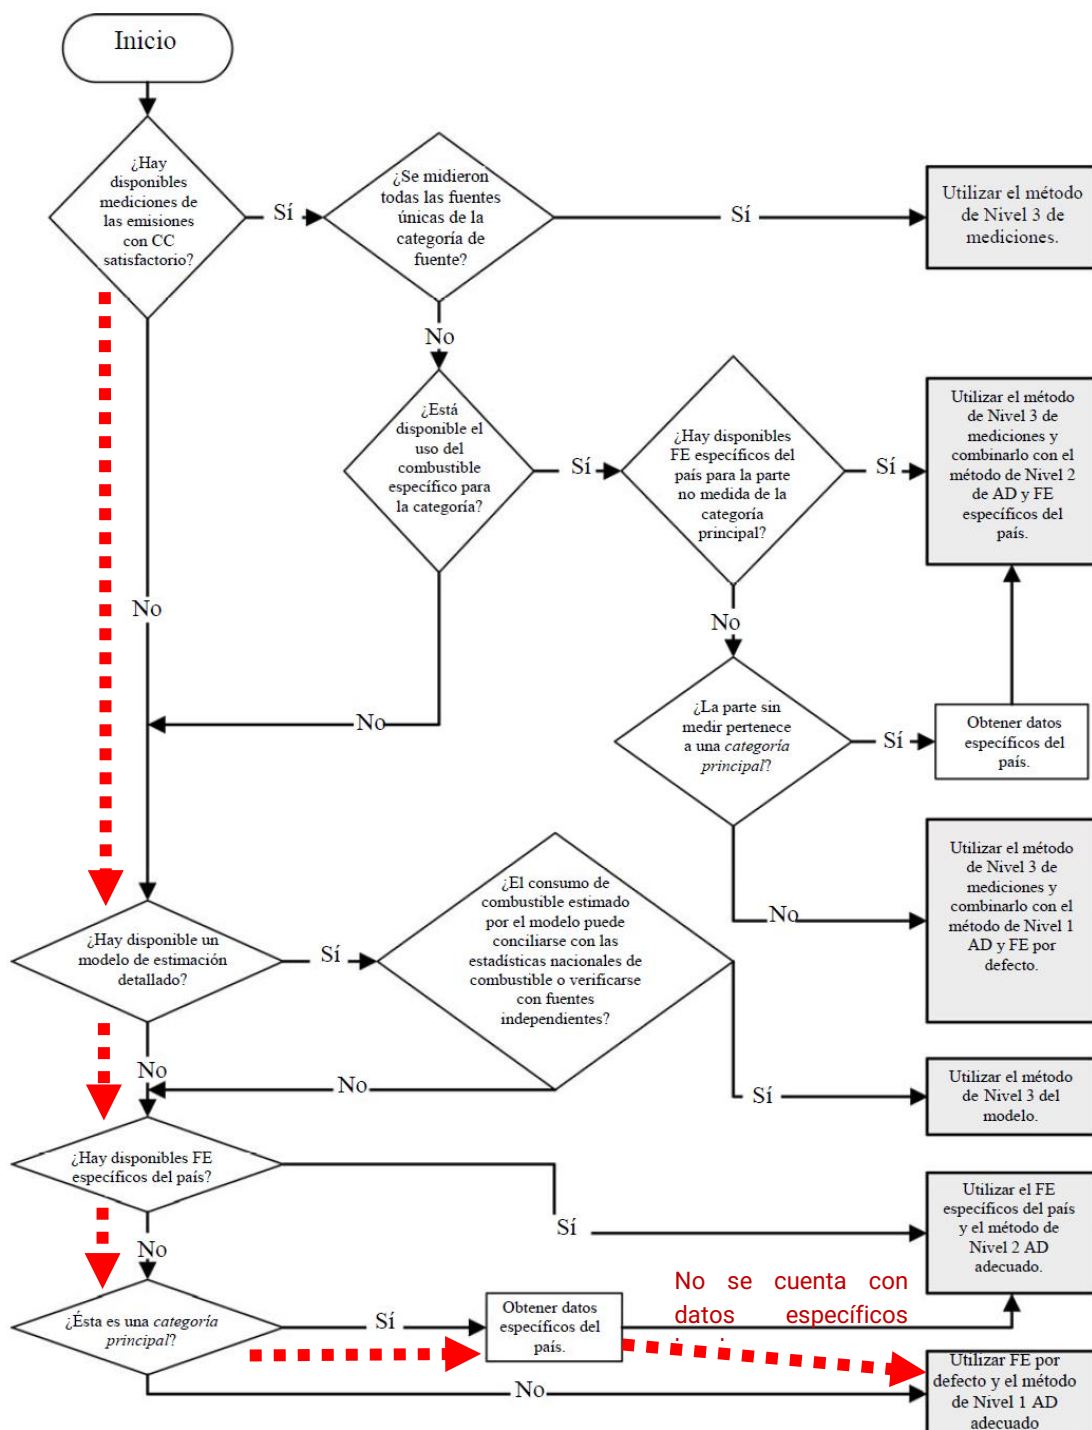 Inicio
¿Hay
disponibles
mediciones de
las emisiones
con CC
satisfactorio?
Sí
¿Se midieron
todas las fuentes
únicas de la
categoría de
fuente?
Sí
Utilizar el método
de Nivel 3 de
mediciones.
No
¿Está
disponible el
uso del
combustible
específico para
la categoría?
Sí
¿Hay disponibles
FE específicos del
país para la parte
no medida de la
categoría
principal?
Sí
Utilizar el método
de Nivel 3 de
mediciones y
combinarlo con el
método de Nivel 2
de AD y FE
específicos del
país.
No
No
No
¿La parte sin
medir pertenece
a una categoría
principal?
Sí
Obtener datos
específicos del
país.
No
Utilizar el método
de Nivel 3 de
mediciones y
combinarlo con el
método de Nivel 1
AD y FE por
defecto.
¿Hay disponible un
modelo de estimación
detallado?
Sí
¿El consumo de
combustible estimado
por el modelo puede
conciliarse con las
estadísticas nacionales de
combustible o verificarse
con fuentes
independientes?
No
No
Sí
Utilizar el método
de Nivel 3 del
modelo.
¿Hay disponibles FE
específicos del país?
Sí
Utilizar el FE
específicos del país
y el método de
Nivel 2 AD
adecuado.
No
¿Ésta es una categoría
principal?
Sí
Obtener datos
específicos del
país.
No se cuenta con
datos específicos
No
Utilizar FE por
defecto y el método
de Nivel 1 AD
adecuado